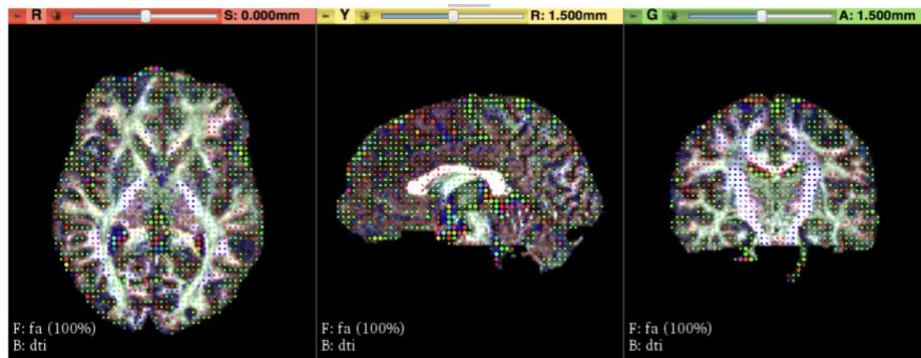 R S: 0.000mm
Y R: 1.500mm
G A: 1.500mm
F: fa (100%)
B: dti
F: fa (100%)
B: dti
F: fa (100%)
B: dti